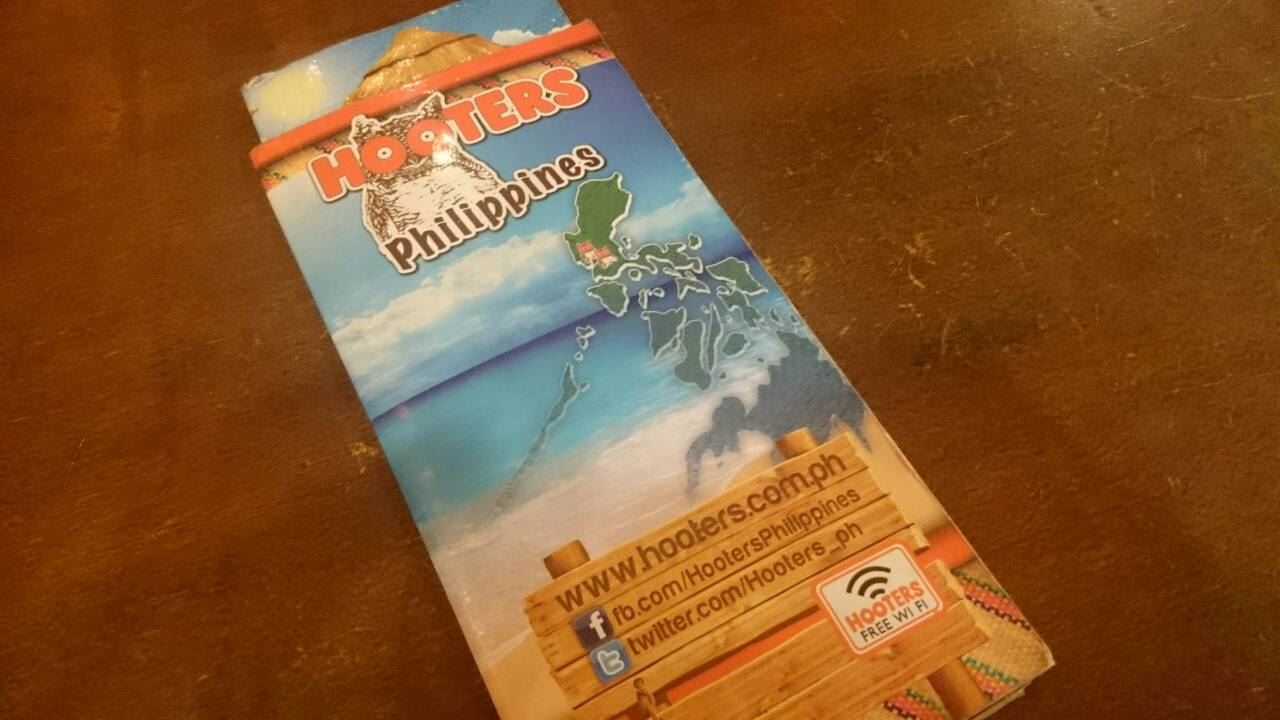 HOOTERS
Philippines
www.hooters.com.ph
fb.com/HootersPhilippines
twitter.com/Hooters_ph
HOOTERS
FREE WI FI